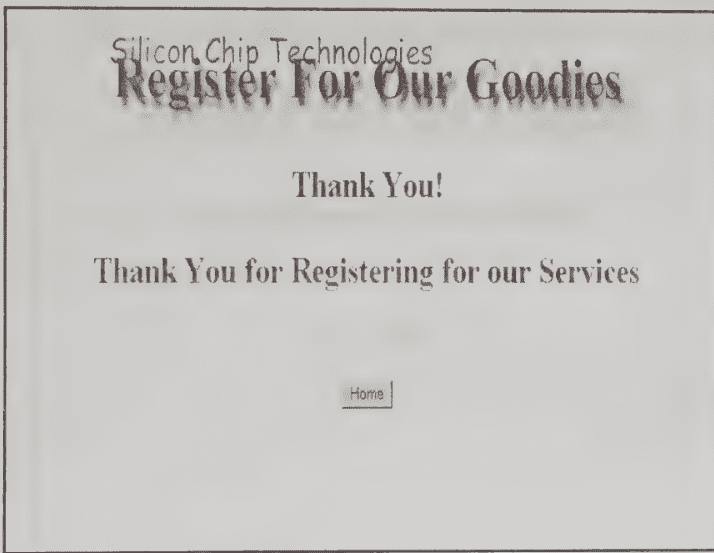 Silicon Chip Technologies
Register For Our Goodies
Thank You!
Thank You for Registering for our Services
Home